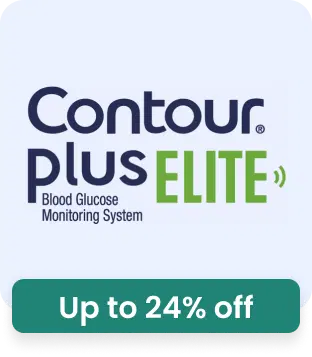 Contour®
plus ELITE
Blood Glucose
Monitoring System
Up to 24% off